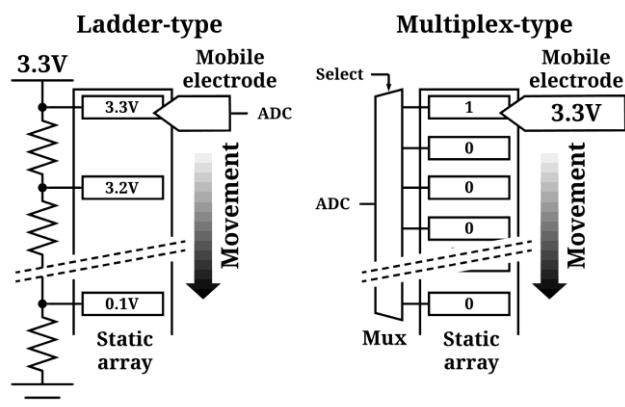 Ladder-type
3.3V
Mobile
electrode
3.3V
ADC
3.2V
Movement
0.1V
Static
array
Multiplex-type
Select
Mobile
electrode
1
3.3V
0
0
ADC
0
Movement
0
Mux
Static
array